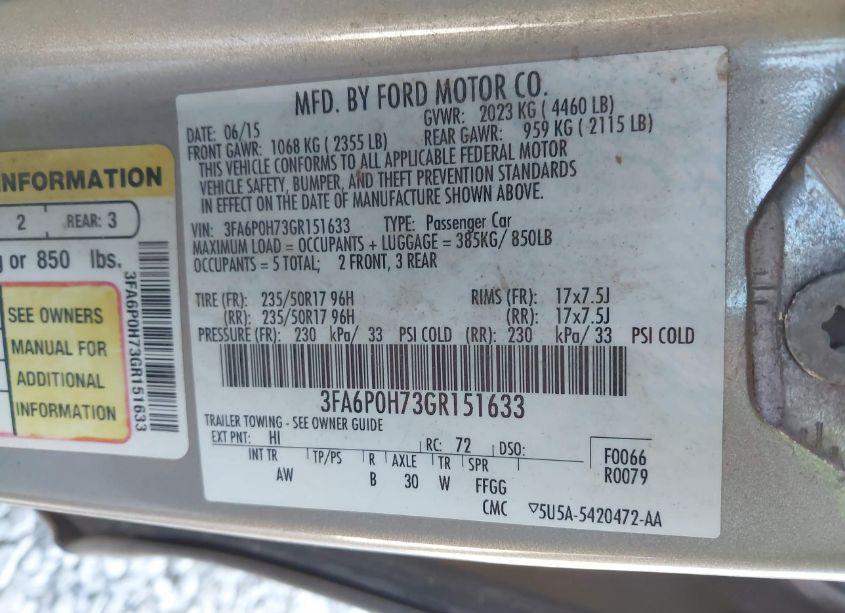 INFORMATION
2 REAR: 3
g or 850 lbs.
SEE OWNERS
MANUAL FOR
ADDITIONAL
INFORMATION
3FA6P0H73GR151633
MFD. BY FORD MOTOR CO.
DATE: 06/15 GVWR: 2023 KG ( 4460 LB)
FRONT GAWR: 1068 KG ( 2355 LB) REAR GAWR: 959 KG ( 2115 LB)
THIS VEHICLE CONFORMS TO ALL APPLICABLE FEDERAL MOTOR
VEHICLE SAFETY, BUMPER, AND THEFT PREVENTION STANDARDS
IN EFFECT ON THE DATE OF MANUFACTURE SHOWN ABOVE.
VIN: 3FA6P0H73GR151633 TYPE: Passenger Car
MAXIMUM LOAD = OCCUPANTS + LUGGAGE = 385KG/ 850LB
OCCUPANTS = 5 TOTAL; 2 FRONT, 3 REAR
TIRE (FR): 235/50R17 96H RIMS (FR): 17x7.5J
(RR): 235/50R17 96H (RR): 17x7.5J
PRESSURE (FR): 230 kPa/ 33 PSI COLD (RR): 230 kPa/ 33 PSI COLD
3FA6P0H73GR151633
TRAILER TOWING - SEE OWNER GUIDE
EXT PNT: HI RC: 72 DSO: F0066
INT TR TP/PS R AXLE TR SPR R0079
AW B 30 W FFGG
CMC ▽5U5A-5420472-AA